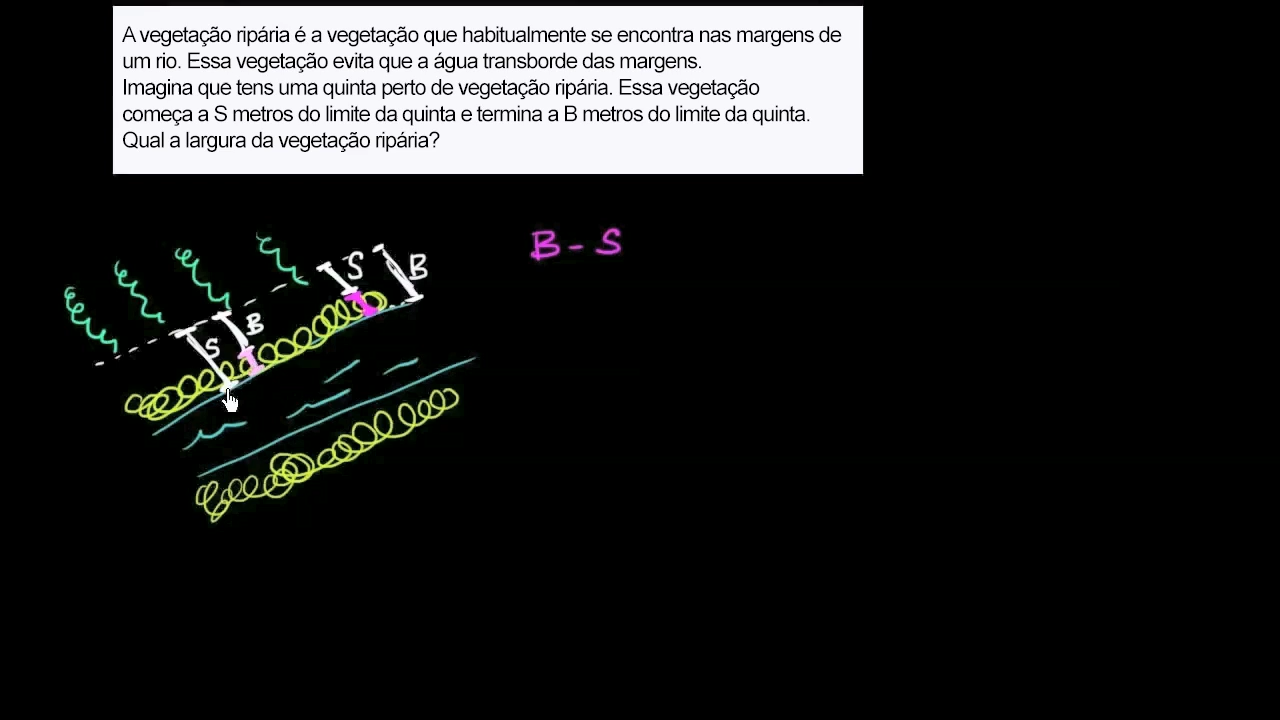 A vegetação ripária é a vegetação que habitualmente se encontra nas margens de
um rio. Essa vegetação evita que a água transborde das margens.
Imagina que tens uma quinta perto de vegetação ripária. Essa vegetação
começa a S metros do limite da quinta e termina a B metros do limite da quinta.
Qual a largura da vegetação ripária?
B - S
S
B
B
S